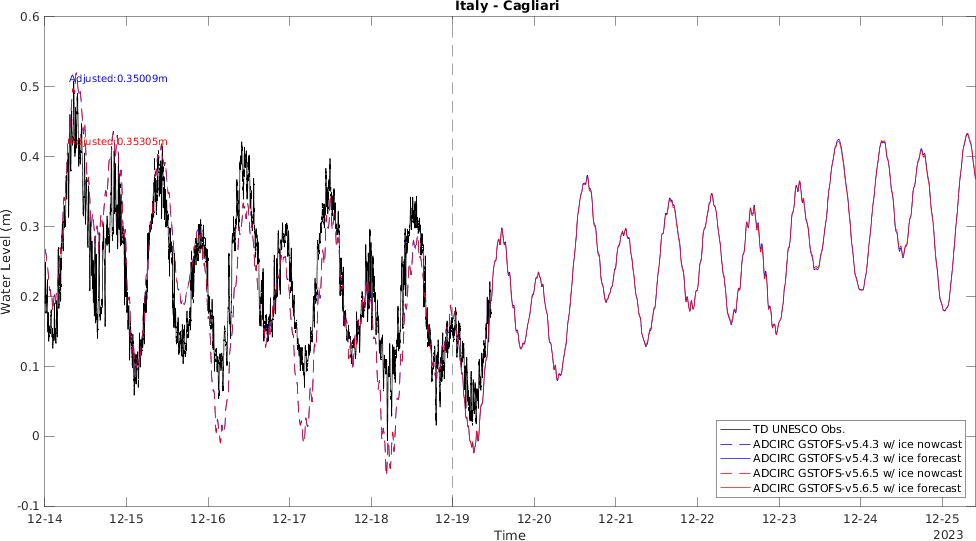 Italy - Cagliari
0.6
0.5
0.4
0.3
0.2
0.1
0
-0.1
Water Level (m)
Adjusted:0.35009m
Adjusted:0.35305m
TD UNESCO Obs.
ADCIRC GSTOFS-v5.4.3 w/ ice nowcast
ADCIRC GSTOFS-v5.4.3 w/ ice forecast
ADCIRC GSTOFS-v5.6.5 w/ ice nowcast
ADCIRC GSTOFS-v5.6.5 w/ ice forecast
12-14 12-15 12-16 12-17 12-18 12-19 12-20 12-21 12-22 12-23 12-24 12-25
Time
2023